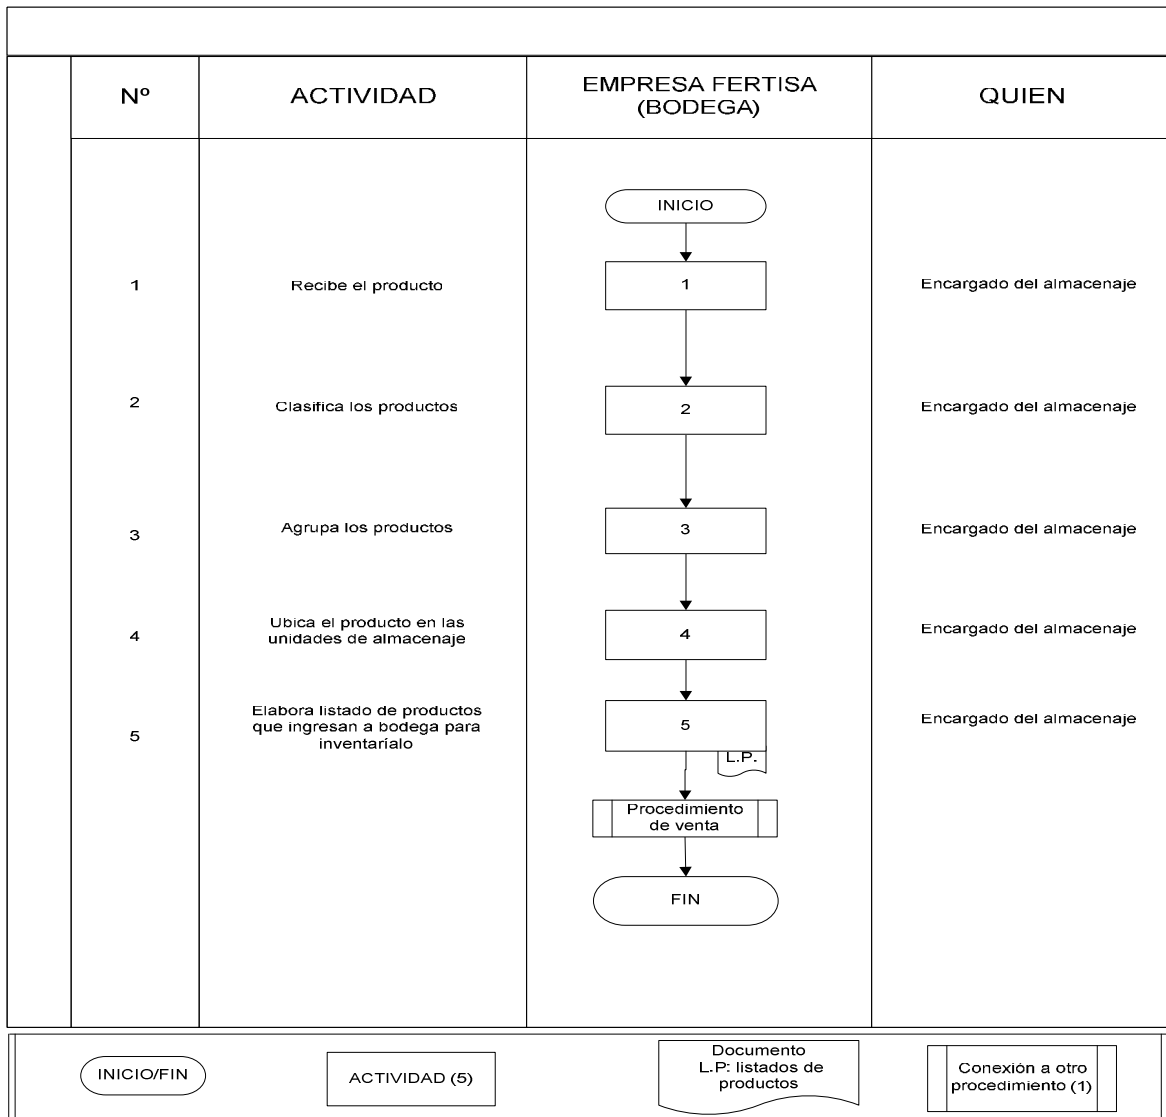 Nº
ACTIVIDAD
EMPRESA FERTISA
(BODEGA)
QUIEN
INICIO
1
Recibe el producto
1
Encargado del almacenaje
2
Clasifica los productos
2
Encargado del almacenaje
3
Agrupa los productos
3
Encargado del almacenaje
4
Ubica el producto en las
unidades de almacenaje
4
Encargado del almacenaje
5
Elabora listado de productos
que ingresan a bodega para
inventaríalo
5
Encargado del almacenaje
L.P.
Procedimiento
de venta
FIN
INICIO/FIN
ACTIVIDAD (5)
Documento
L.P: listados de
productos
Conexión a otro
procedimiento (1)